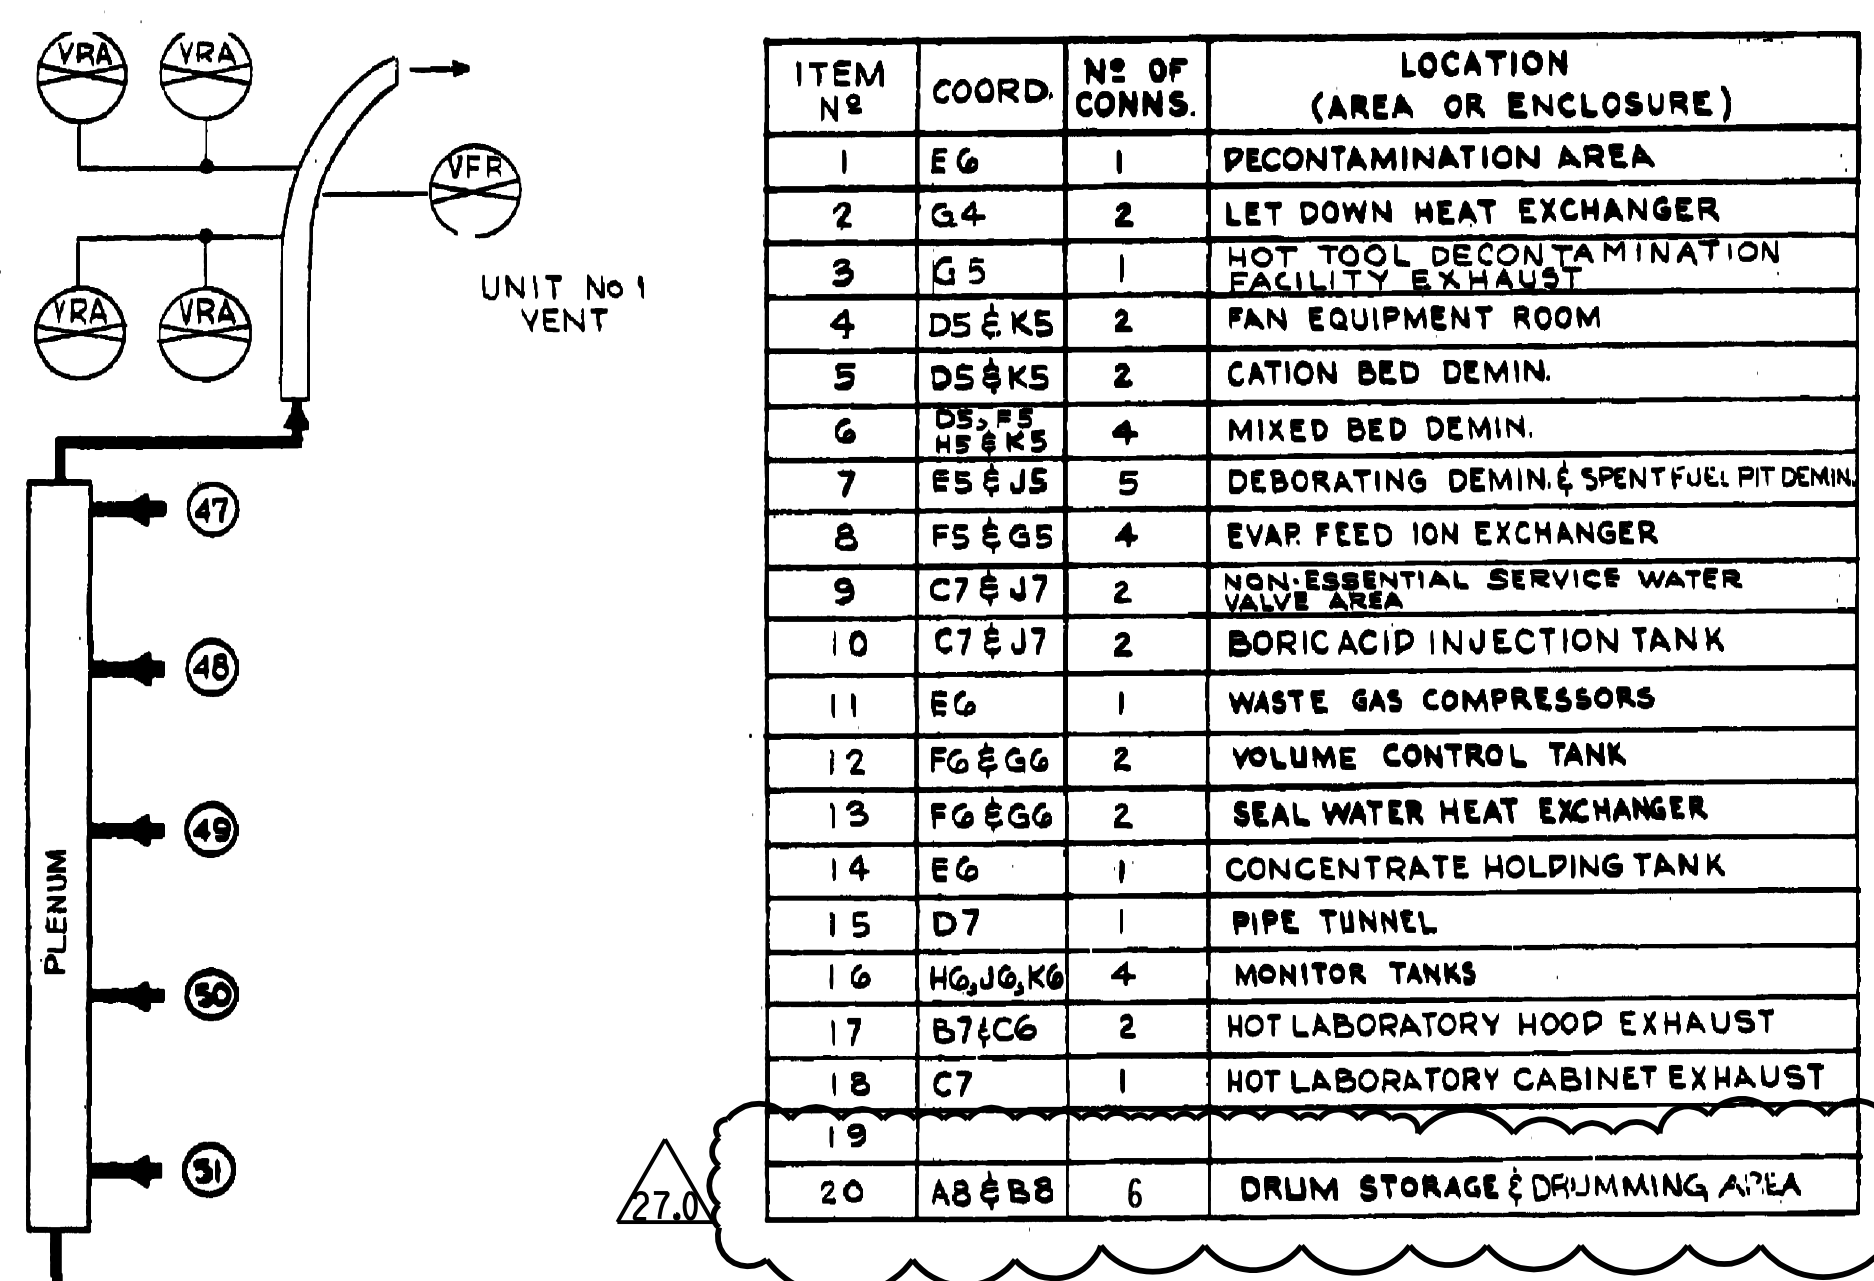 VRA VRA
VFR
UNIT No 1
VENT
VRA VRA
47
48
49
50
51
PLENUM
27.0
ITEM Nº COORD. Nº OF CONNS. LOCATION (AREA OR ENCLOSURE)
1 E6 1 DECONTAMINATION AREA
2 G4 2 LET DOWN HEAT EXCHANGER
3 G5 1 HOT TOOL DECONTAMINATION
FACILITY EXHAUST
4 D5 & K5 2 FAN EQUIPMENT ROOM
5 D5 & K5 2 CATION BED DEMIN.
6 D5, F5
H5 & K5 4 MIXED BED DEMIN.
7 E5 & J5 5 DEBORATING DEMIN. & SPENT FUEL PIT DEMIN.
8 F5 & G5 4 EVAP. FEED ION EXCHANGER
9 C7 & J7 2 NON-ESSENTIAL SERVICE WATER
VALVE AREA
10 C7 & J7 2 BORIC ACID INJECTION TANK
11 E6 1 WASTE GAS COMPRESSORS
12 F6 & G6 2 VOLUME CONTROL TANK
13 F6 & G6 2 SEAL WATER HEAT EXCHANGER
14 E6 1 CONCENTRATE HOLDING TANK
15 D7 1 PIPE TUNNEL
16 H6, J6, K6 4 MONITOR TANKS
17 B7 & C6 2 HOT LABORATORY HOOD EXHAUST
18 C7 1 HOT LABORATORY CABINET EXHAUST
19
20 A8 & B8 6 DRUM STORAGE & DRUMMING AREA